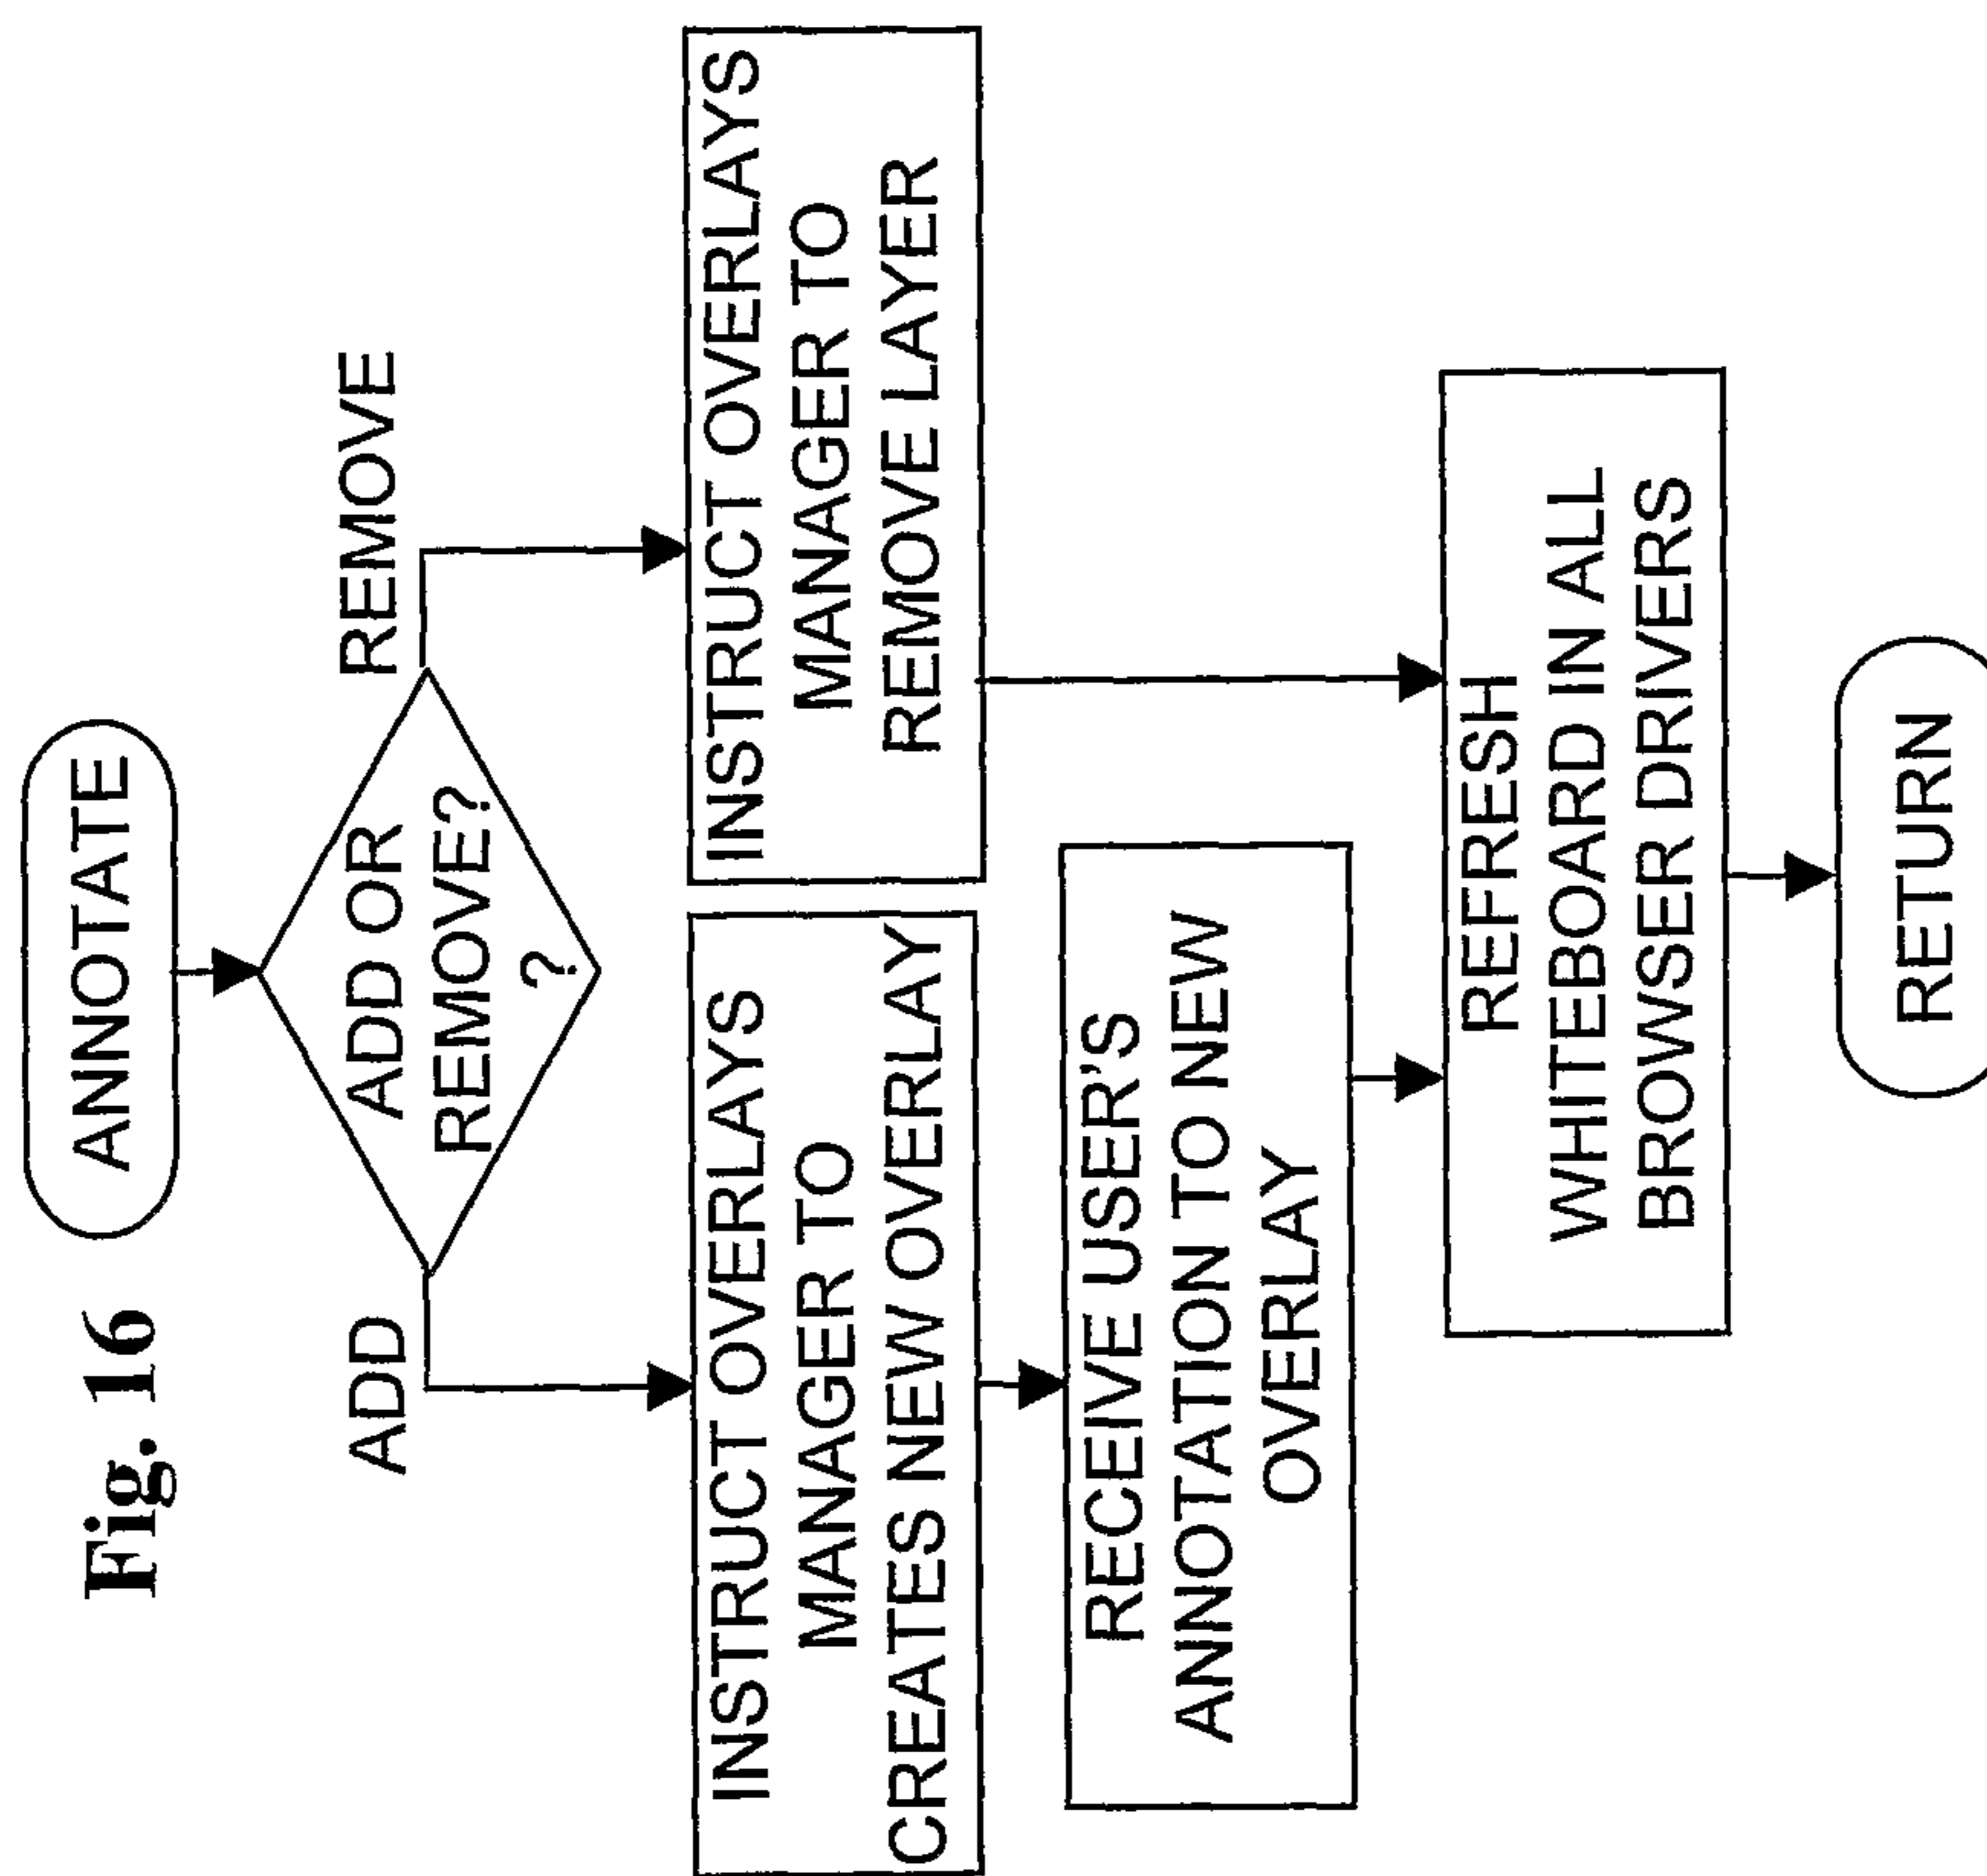 Fig. 16
ANNOTATE
ADD OR
REMOVE?
?
ADD
REMOVE
INSTRUCT OVERLAYS
MANAGER TO
CREATES NEW OVERLAY
INSTRUCT OVERLAYS
MANAGER TO
REMOVE LAYER
RECEIVE USER'S
ANNOTATION TO NEW
OVERLAY
REFRESH
WHITEBOARD IN ALL
BROWSER DRIVERS
RETURN